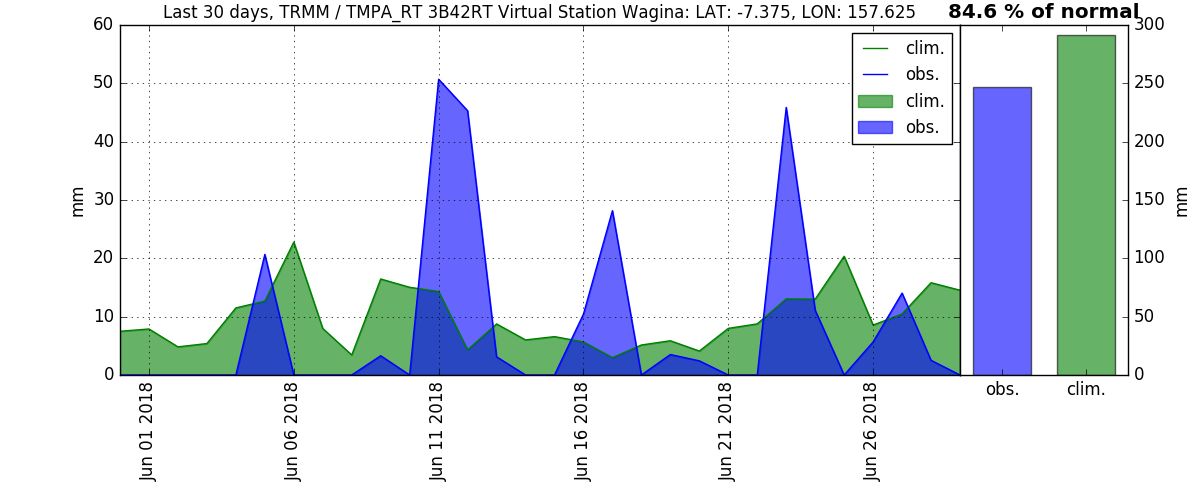 Last 30 days, TRMM / TMPA_RT 3B42RT Virtual Station Wagina: LAT: -7.375, LON: 157.625
84.6 % of normal
mm
60
50
40
30
20
10
0
clim.
obs.
clim.
obs.
300
250
200
150
100
50
0
mm
Jun 01 2018
Jun 06 2018
Jun 11 2018
Jun 16 2018
Jun 21 2018
Jun 26 2018
obs.
clim.